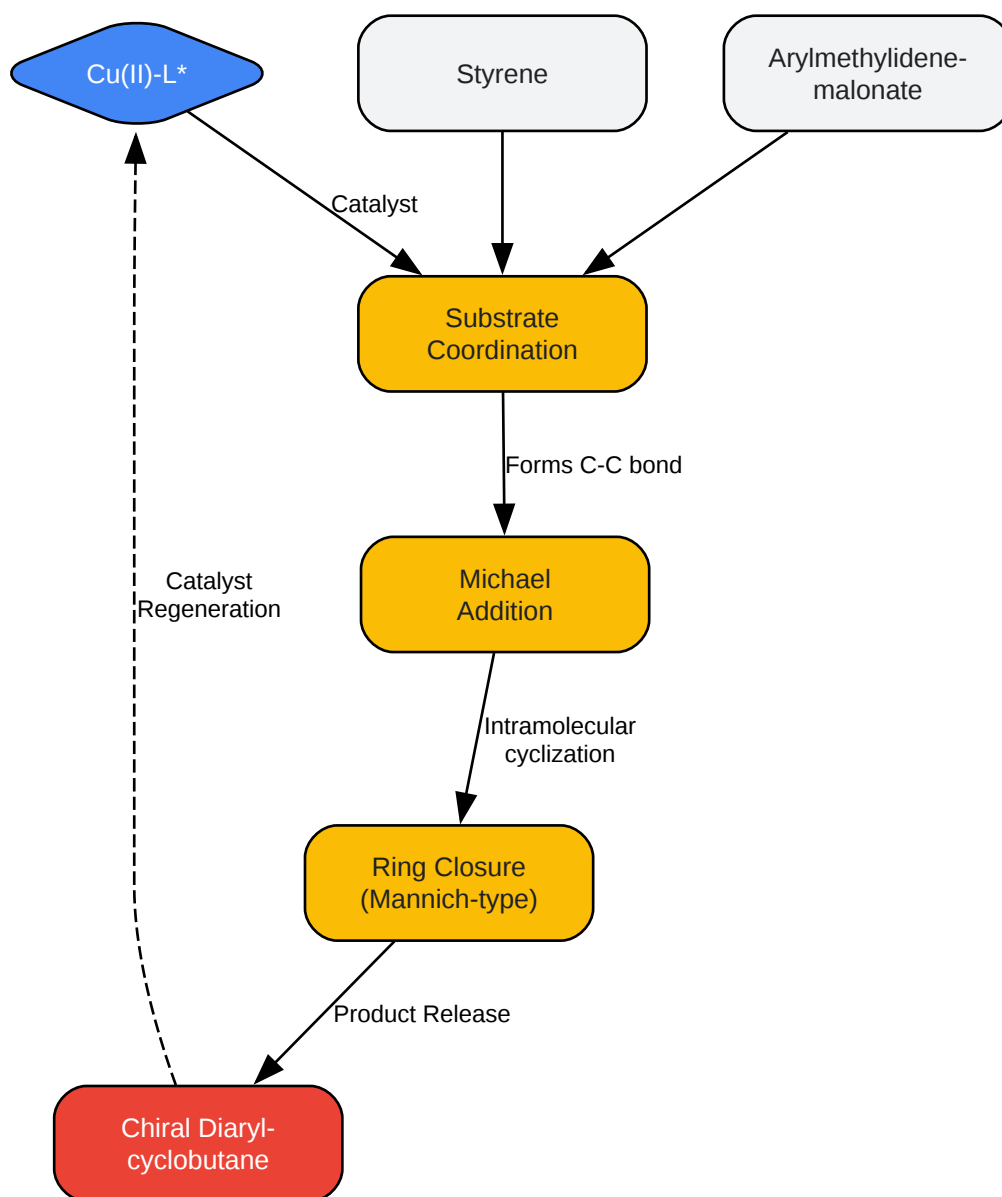 Cu(II)-L*
Styrene
Arylmethylidene-
malonate
Catalyst
Substrate
Coordination
Forms C-C bond
Michael
Addition
Catalyst
Regeneration
Intramolecular
cyclization
Ring Closure
(Mannich-type)
Product Release
Chiral Diaryl-
cyclobutane